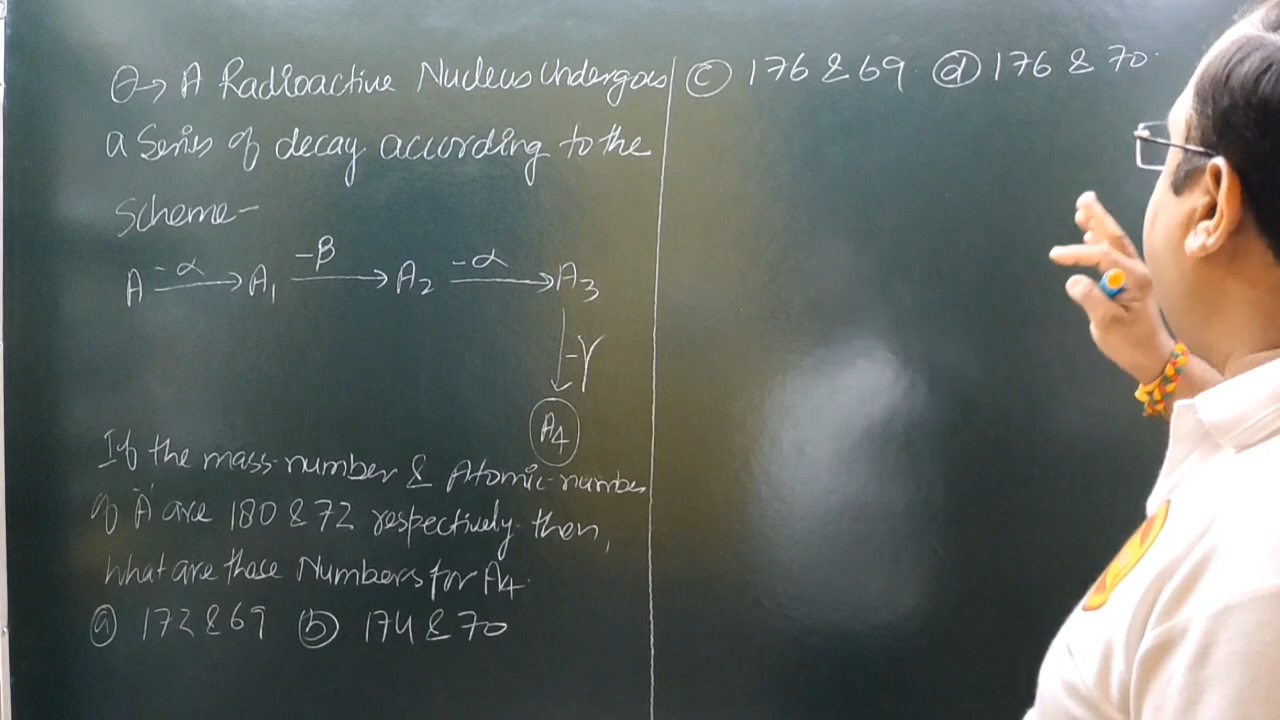 Q→ A Radioactive Nucleus Undergoes
a Series of decay according to the
Scheme-
A -α→ A₁ -β→ A₂ -α→ A₃
↓-γ
A₄
If the mass-number & Atomic-number
of 'A' are 180 & 72 respectively. then,
what are these Numbers for A₄.
(a) 172 & 69 (b) 174 & 70
(c) 176 & 69 (d) 176 & 70.